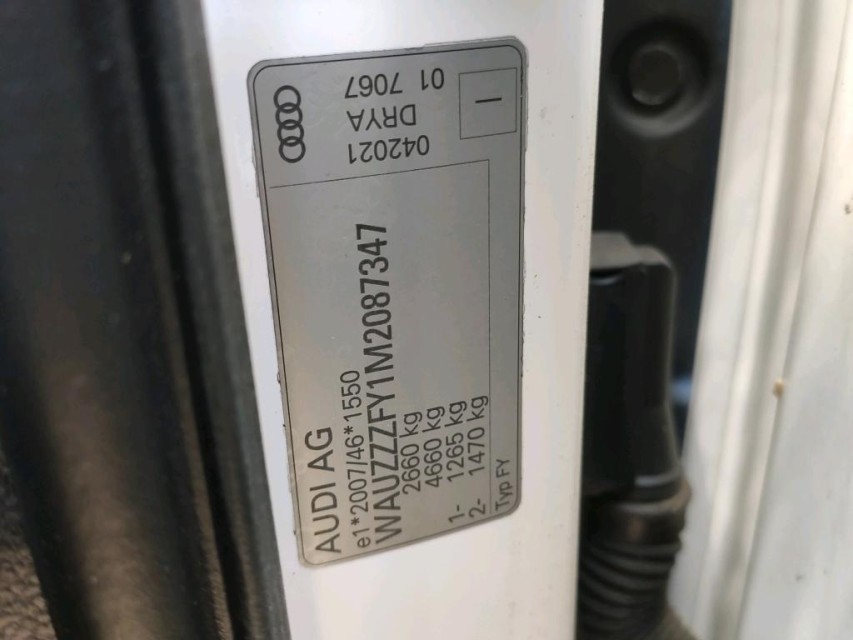 AUDI AG
e1*2007/46*1550
WAUZZZFY1M2087347
2660 kg
4660 kg
1- 1265 kg
2- 1470 kg
Typ FY
042021
DRYA
01 7067